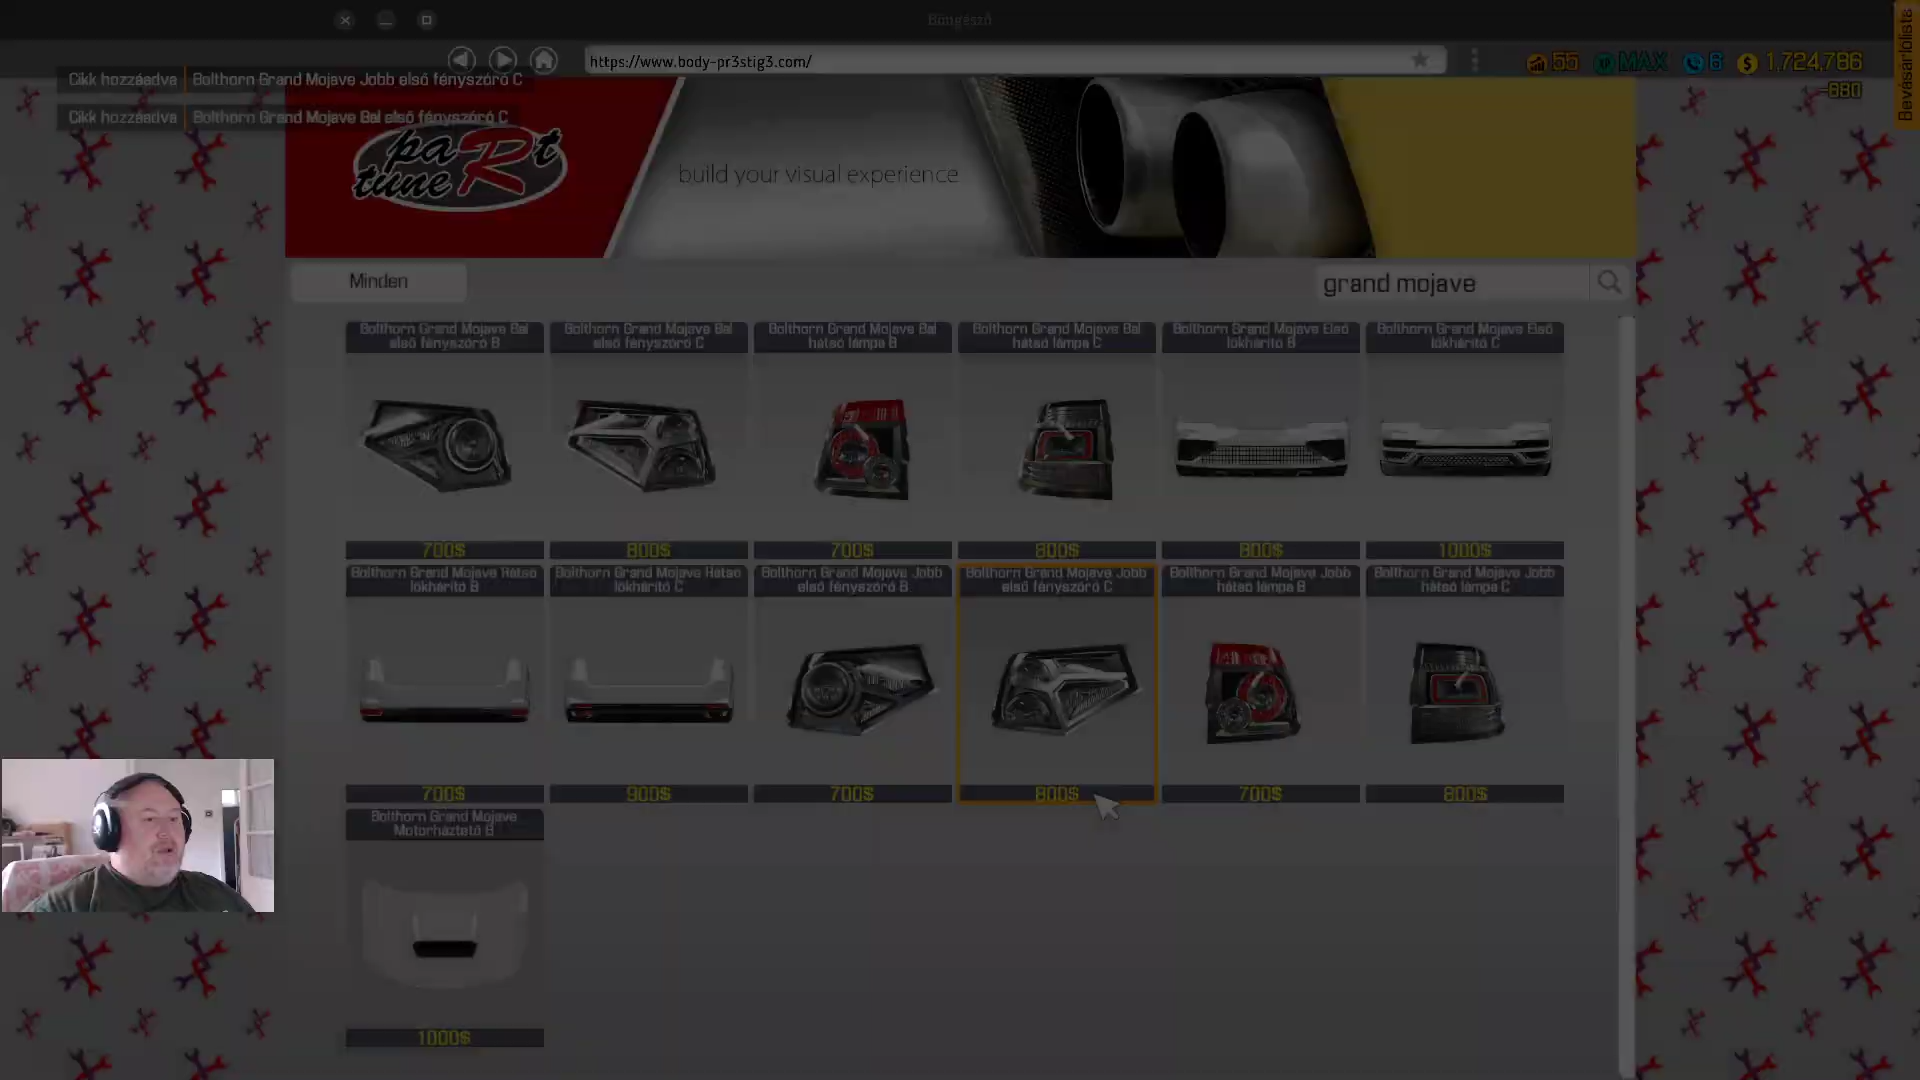 Böngésző
https://www.body-pr3stig3.com/
55 MAX 6 $ 1,724,786
-880
Bevásárlólista
Cikk hozzáadva Bolthorn Grand Mojave Jobb első fényszóró C
Cikk hozzáadva Bolthorn Grand Mojave Bal első fényszóró C
paRt
tune
build your visual experience
Minden
grand mojave
Bolthorn Grand Mojave Bal első fényszóró B
Bolthorn Grand Mojave Bal első fényszóró C
Bolthorn Grand Mojave Bal hátsó lámpa B
Bolthorn Grand Mojave Bal hátsó lámpa C
Bolthorn Grand Mojave Első lökhárító B
Bolthorn Grand Mojave Első lökhárító C
700$ 800$ 700$ 800$ 800$ 1000$
Bolthorn Grand Mojave Hátsó lökhárító B
Bolthorn Grand Mojave Hátsó lökhárító C
Bolthorn Grand Mojave Jobb első fényszóró B
Bolthorn Grand Mojave Jobb első fényszóró C
Bolthorn Grand Mojave Jobb hátsó lámpa B
Bolthorn Grand Mojave Jobb hátsó lámpa C
700$ 900$ 700$ 800$ 700$ 800$
Bolthorn Grand Mojave
Motorháztető B
1000$